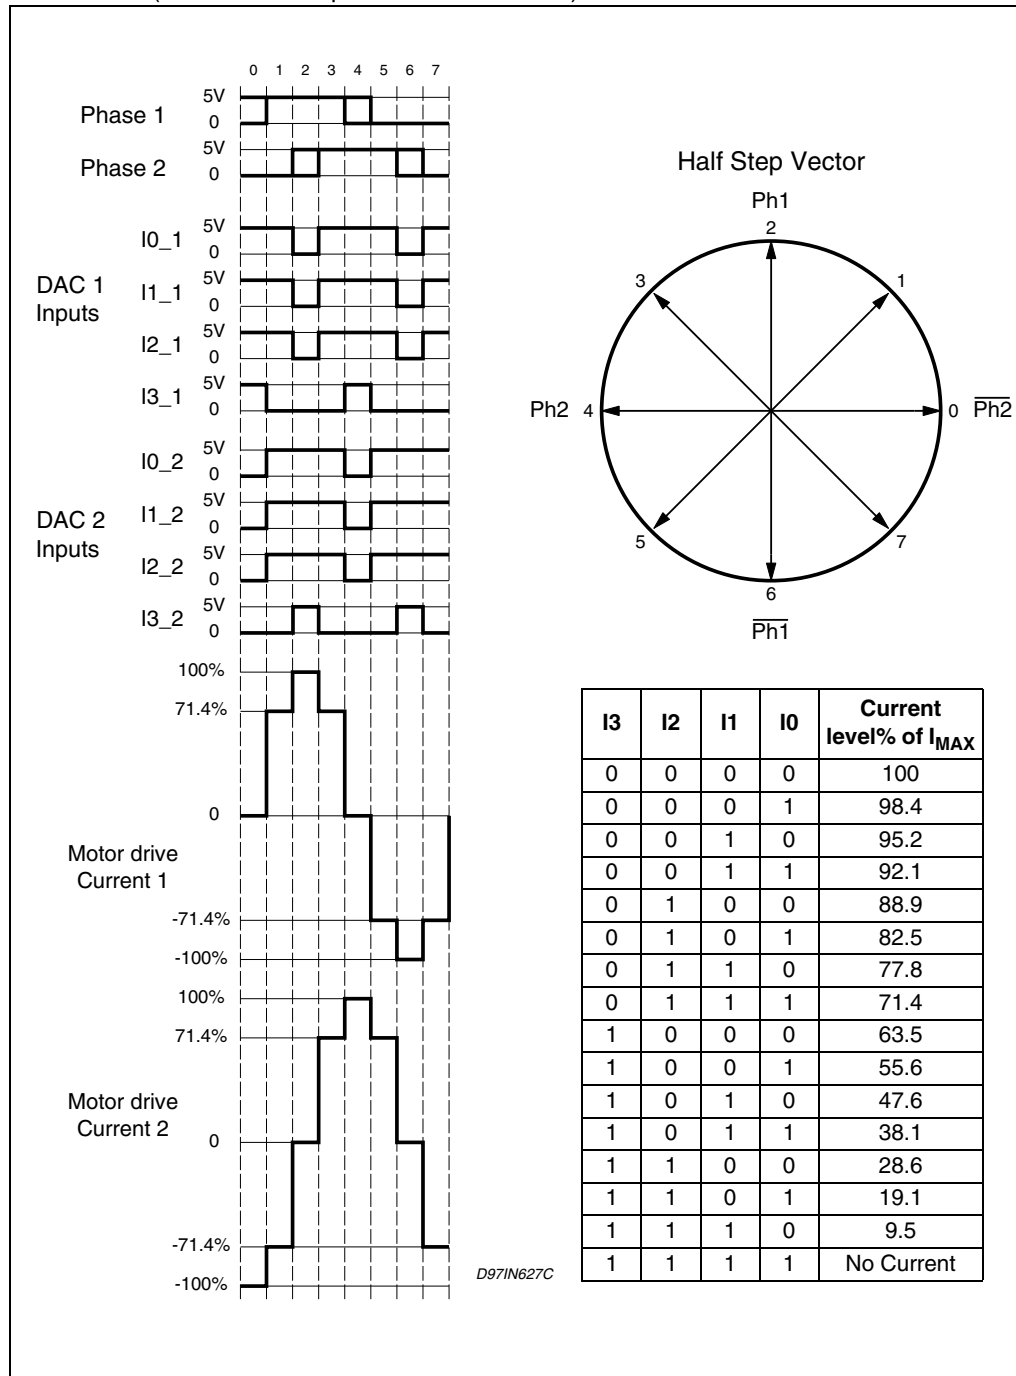 0 1 2 3 4 5 6 7
Phase 1 5V
0
Phase 2 5V
0
DAC 1
Inputs
I0_1 5V
0
I1_1 5V
0
I2_1 5V
0
I3_1 5V
0
DAC 2
Inputs
I0_2 5V
0
I1_2 5V
0
I2_2 5V
0
I3_2 5V
0
100%
71.4%
0
Motor drive
Current 1
-71.4%
-100%
100%
71.4%
Motor drive
Current 2
0
-71.4%
-100%
D97IN627C
Half Step Vector
Ph1
2
3 1
Ph2 4 0 Ph2
5 7
6
Ph1
I3 I2 I1 I0 Current level% of IMAX
0 0 0 0 100
0 0 0 1 98.4
0 0 1 0 95.2
0 0 1 1 92.1
0 1 0 0 88.9
0 1 0 1 82.5
0 1 1 0 77.8
0 1 1 1 71.4
1 0 0 0 63.5
1 0 0 1 55.6
1 0 1 0 47.6
1 0 1 1 38.1
1 1 0 0 28.6
1 1 0 1 19.1
1 1 1 0 9.5
1 1 1 1 No Current